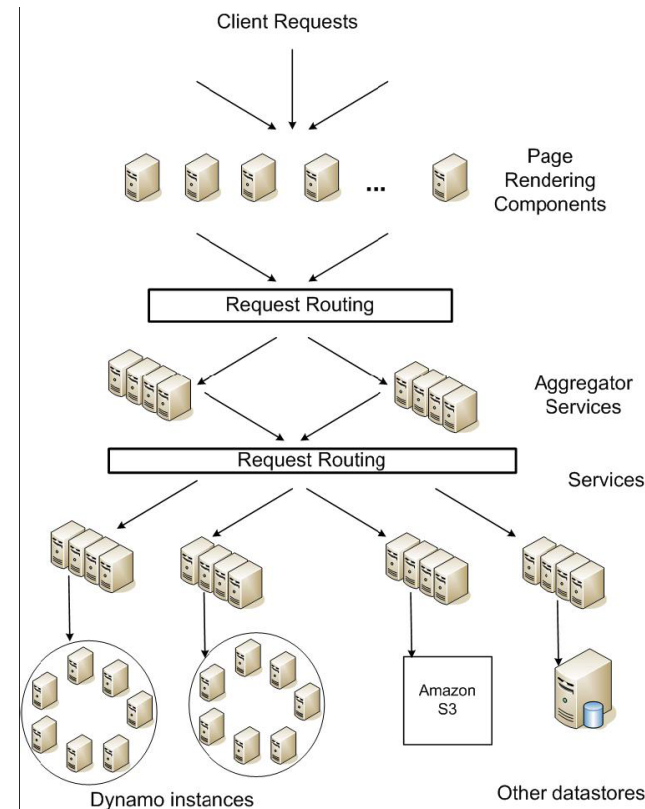 Client Requests
Page
Rendering
Components
...
Request Routing
Aggregator
Services
Request Routing
Services
Amazon
S3
Dynamo instances
Other datastores